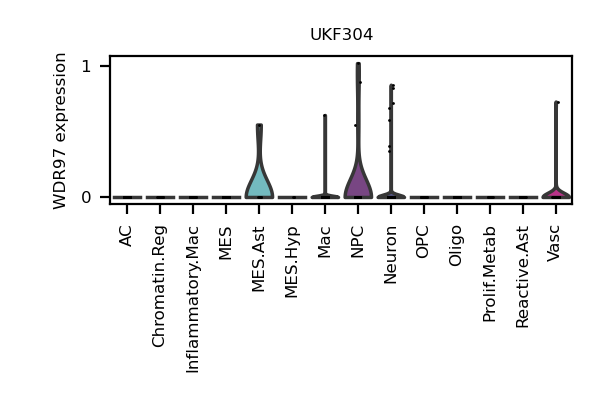 UKF304
WDR97 expression
1
0
AC
Chromatin.Reg
Inflammatory.Mac
MES
MES.Ast
MES.Hyp
Mac
NPC
Neuron
OPC
Oligo
Prolif.Metab
Reactive.Ast
Vasc